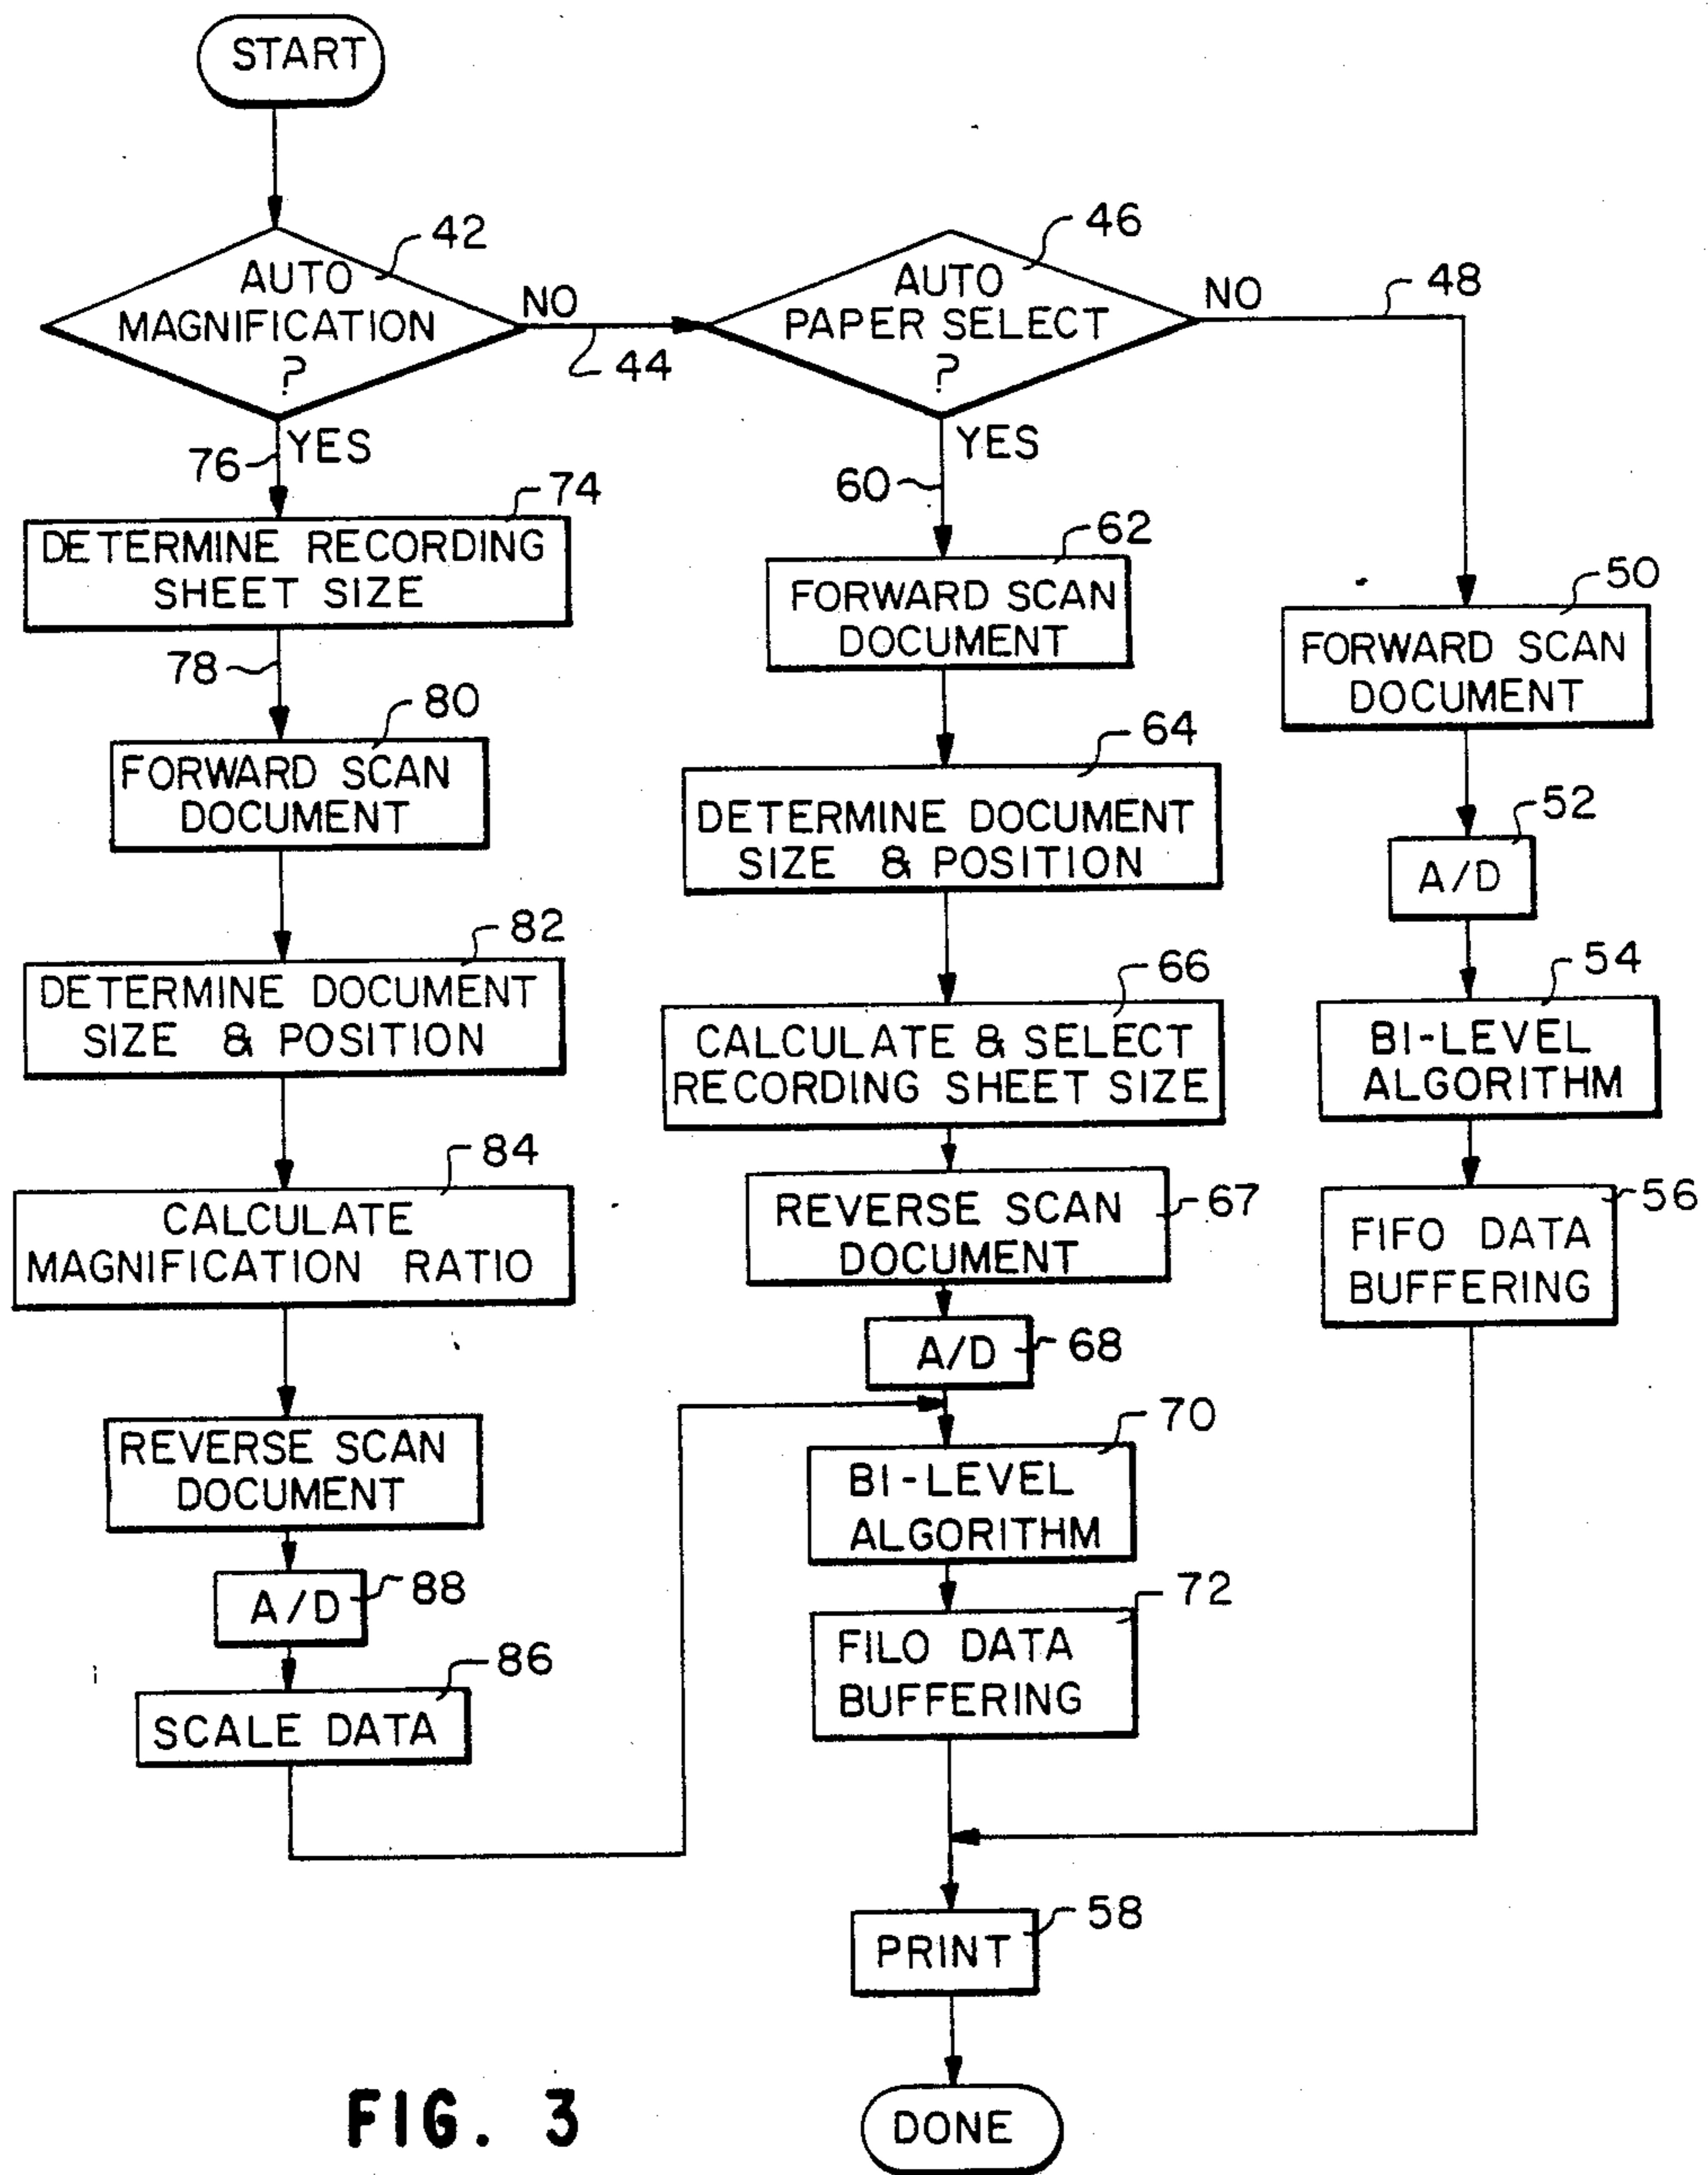 START
42
AUTO
MAGNIFICATION
?
NO
44
46
AUTO
PAPER SELECT
?
NO
48
YES
76
74
DETERMINE RECORDING
SHEET SIZE
78
80
FORWARD SCAN
DOCUMENT
82
DETERMINE DOCUMENT
SIZE & POSITION
84
CALCULATE
MAGNIFICATION RATIO
REVERSE SCAN
DOCUMENT
A/D
88
86
SCALE DATA
YES
60
62
FORWARD SCAN
DOCUMENT
64
DETERMINE DOCUMENT
SIZE & POSITION
66
CALCULATE & SELECT
RECORDING SHEET SIZE
REVERSE SCAN
DOCUMENT
67
A/D
68
70
BI-LEVEL
ALGORITHM
72
FILO DATA
BUFFERING
50
FORWARD SCAN
DOCUMENT
52
A/D
54
BI-LEVEL
ALGORITHM
56
FIFO DATA
BUFFERING
58
PRINT
DONE
FIG. 3